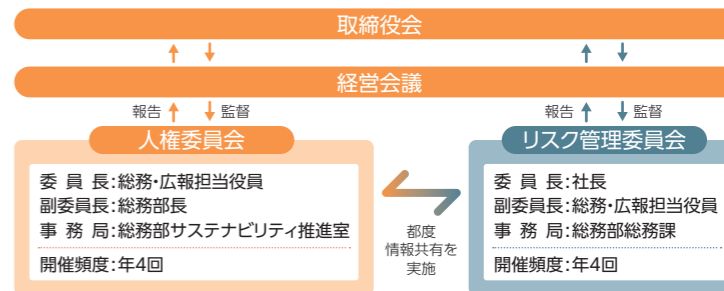 取締役会
経営会議
報告 監督
報告 監督
人権委員会
委員長:総務・広報担当役員
副委員長:総務部長
事務局:総務部サステナビリティ推進室
開催頻度:年4回
都度
情報共有を
実施
リスク管理委員会
委員長:社長
副委員長:総務・広報担当役員
事務局:総務部総務課
開催頻度:年4回